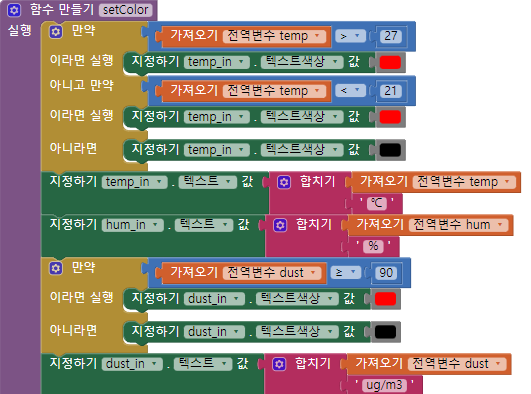 함수 만들기 setColor
실행 만약 가져오기 전역변수 temp > 27
이라면 실행 지정하기 temp_in . 텍스트색상 값
아니고 만약 가져오기 전역변수 temp < 21
이라면 실행 지정하기 temp_in . 텍스트색상 값
아니라면 지정하기 temp_in . 텍스트색상 값
지정하기 temp_in . 텍스트 값 합치기 가져오기 전역변수 temp
' ℃ '
지정하기 hum_in . 텍스트 값 합치기 가져오기 전역변수 hum
' % '
만약 가져오기 전역변수 dust ≥ 90
이라면 실행 지정하기 dust_in . 텍스트색상 값
아니라면 지정하기 dust_in . 텍스트색상 값
지정하기 dust_in . 텍스트 값 합치기 가져오기 전역변수 dust
' ug/m3 '